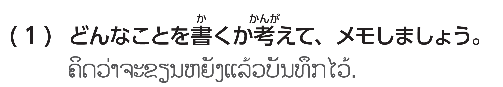 (1) どんなことを書くか考えて、メモしましょう。
ຄິດວ່າຈະຂຽນຫຍັງແລ້ວບັນທຶກໄວ້.